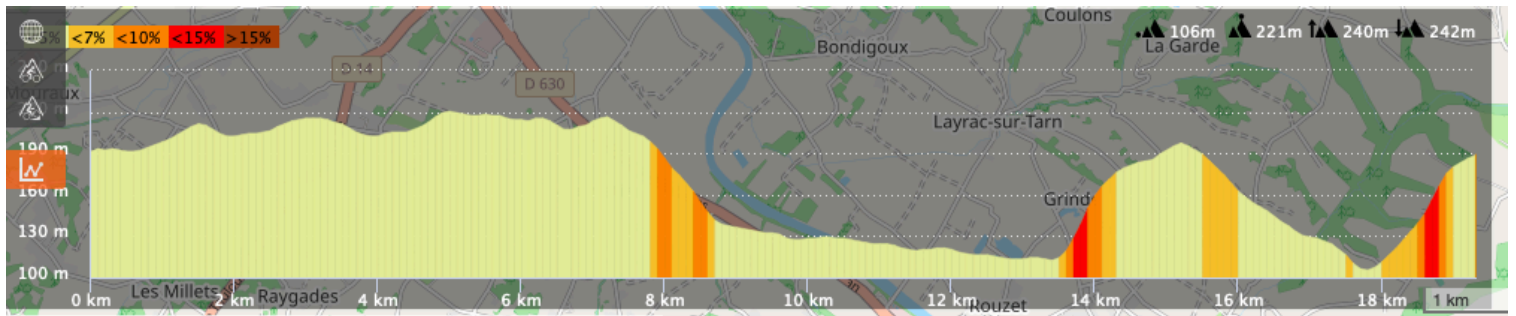 Coulons
<7% <10% <15% >15%
106m 221m 240m 242m
La Garde
Bondigoux
D 14
D 630
Mouraux
Layrac-sur-Tarn
190 m
160 m
Grind
130 m
100 m
Les Millets
Raygades
0 km 2 km 4 km 6 km 8 km 10 km 12 km 14 km 16 km 18 km
1 km
Rouzet